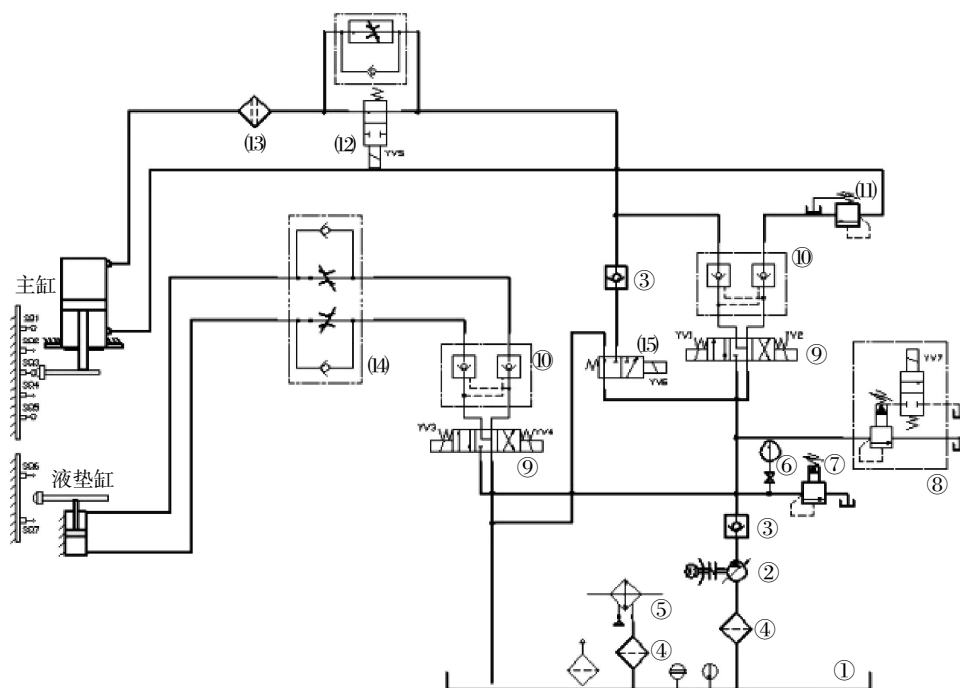 ⑿
YV5
⒀
⑾
主缸
SQ1
SQ2
SQ3
SQ4
SQ5
③
⑩
⒂
YV6
YV1
YV2
⑨
⒁
⑩
YV7
YV3
YV4
⑨
⑥
⑦
⑧
SQ6
液垫缸
SQ7
③
②
⑤
④
④
①